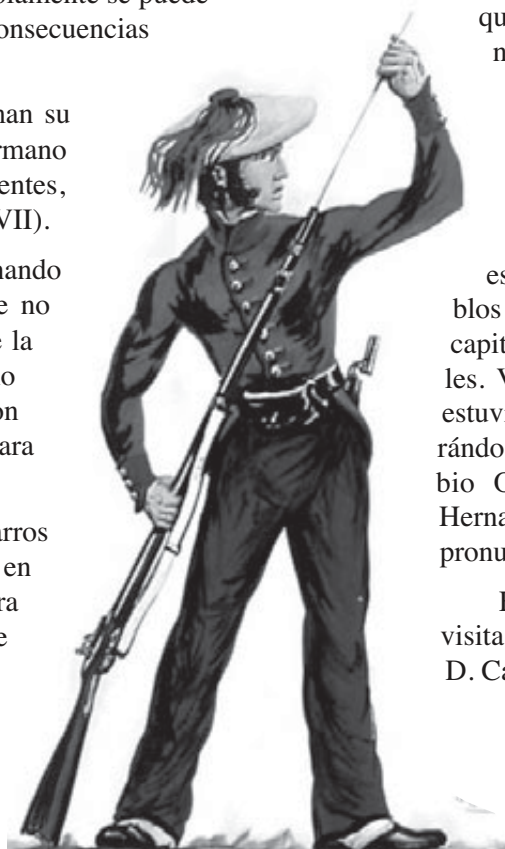 se puede
onsecuencias
nan su
rmano
entes,
VII).
nando
e no
e la
o
on
ara
arros
en
ra
e
qu
n
es
blos
capit
les. V
estuvi
rándo
bio C
Herna
pronu
visita
D. Ca